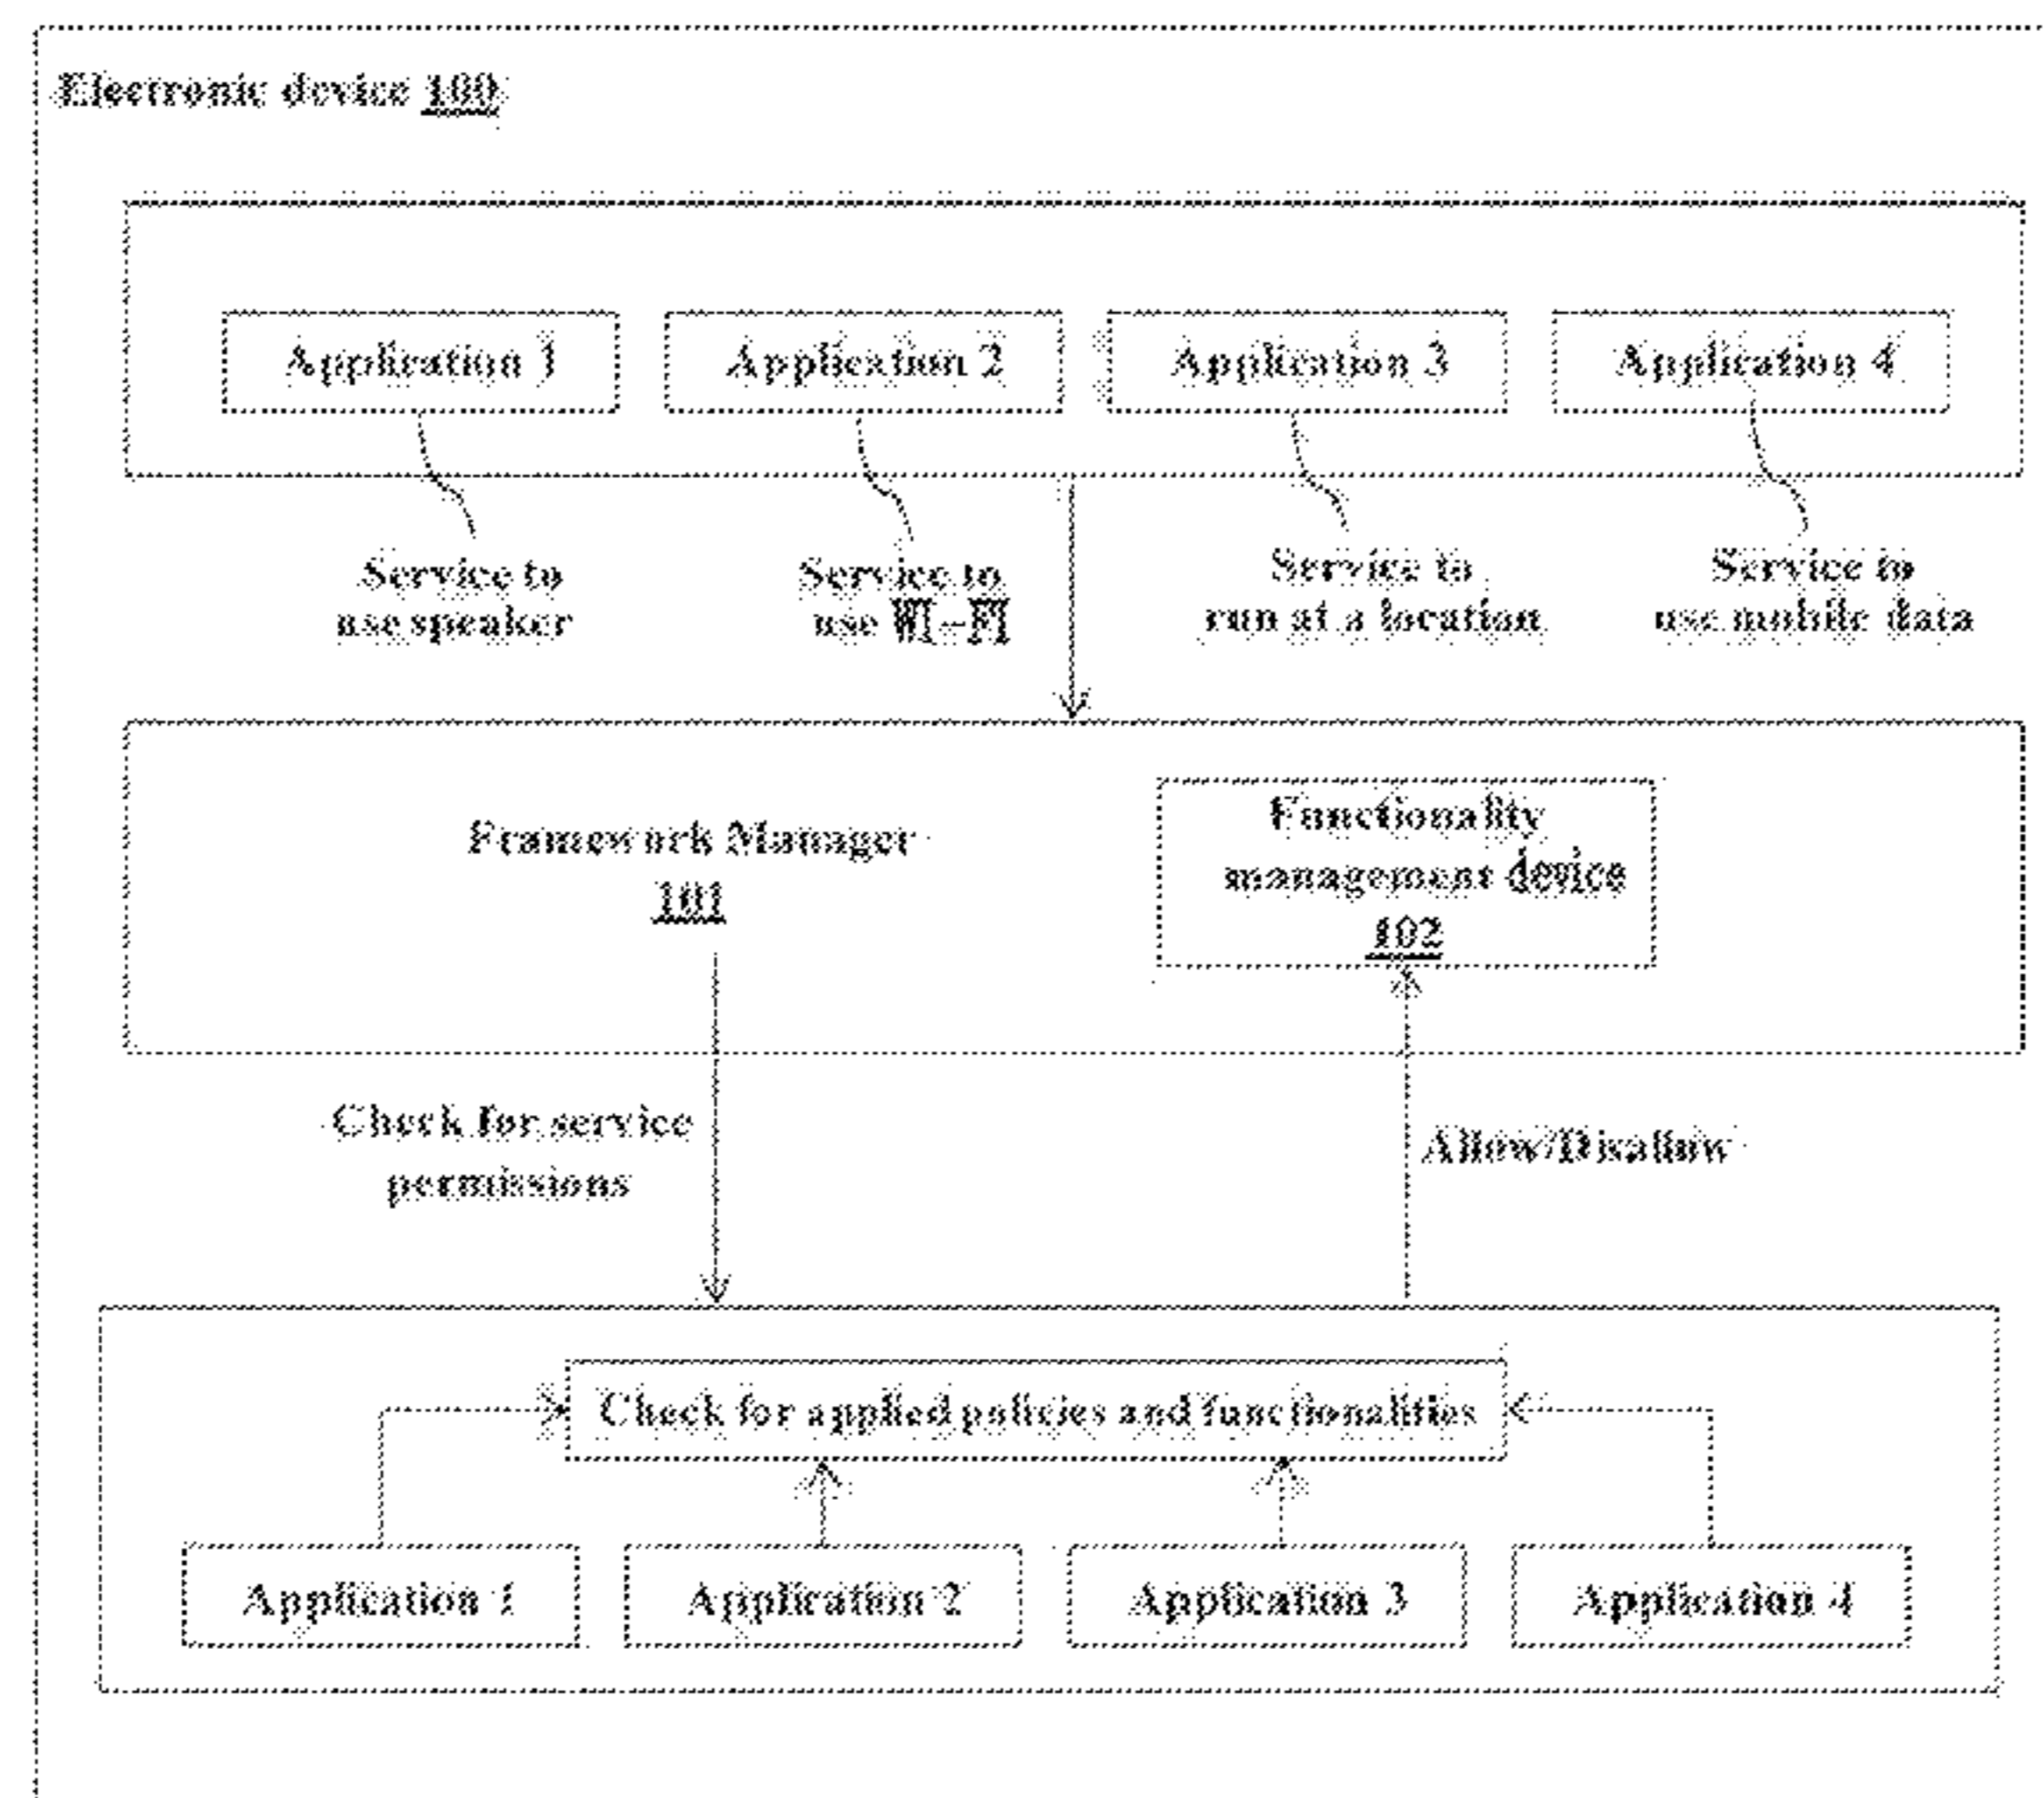 Electronic device 100
Application 1
Application 2
Application 3
Application 4
Service to
use speaker
Service to
use WI-FI
Service to
run at a location
Service to
use mobile data
Framework Manager
101
Functionality
management device
102
Check for service
permissions
Allow/Disallow
Check for applied policies and functionalities
Application 1
Application 2
Application 3
Application 4